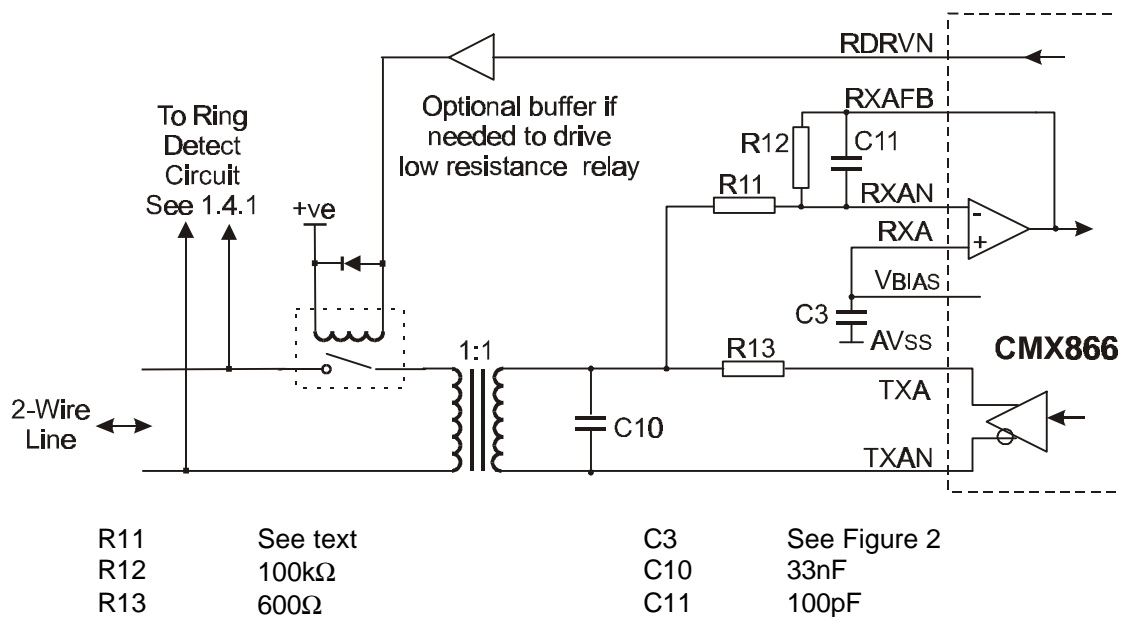 RDRVN
Optional buffer if
needed to drive
low resistance relay
RXAFB
R12
C11
To Ring
Detect
Circuit
See 1.4.1
R11
RXAN
-
+ve
RXA
+
VBIAS
C3
AVSS
1:1
R13
CMX866
TXA
2-Wire
Line
C10
TXAN
R11 See text C3 See Figure 2
R12 100kΩ C10 33nF
R13 600Ω C11 100pF